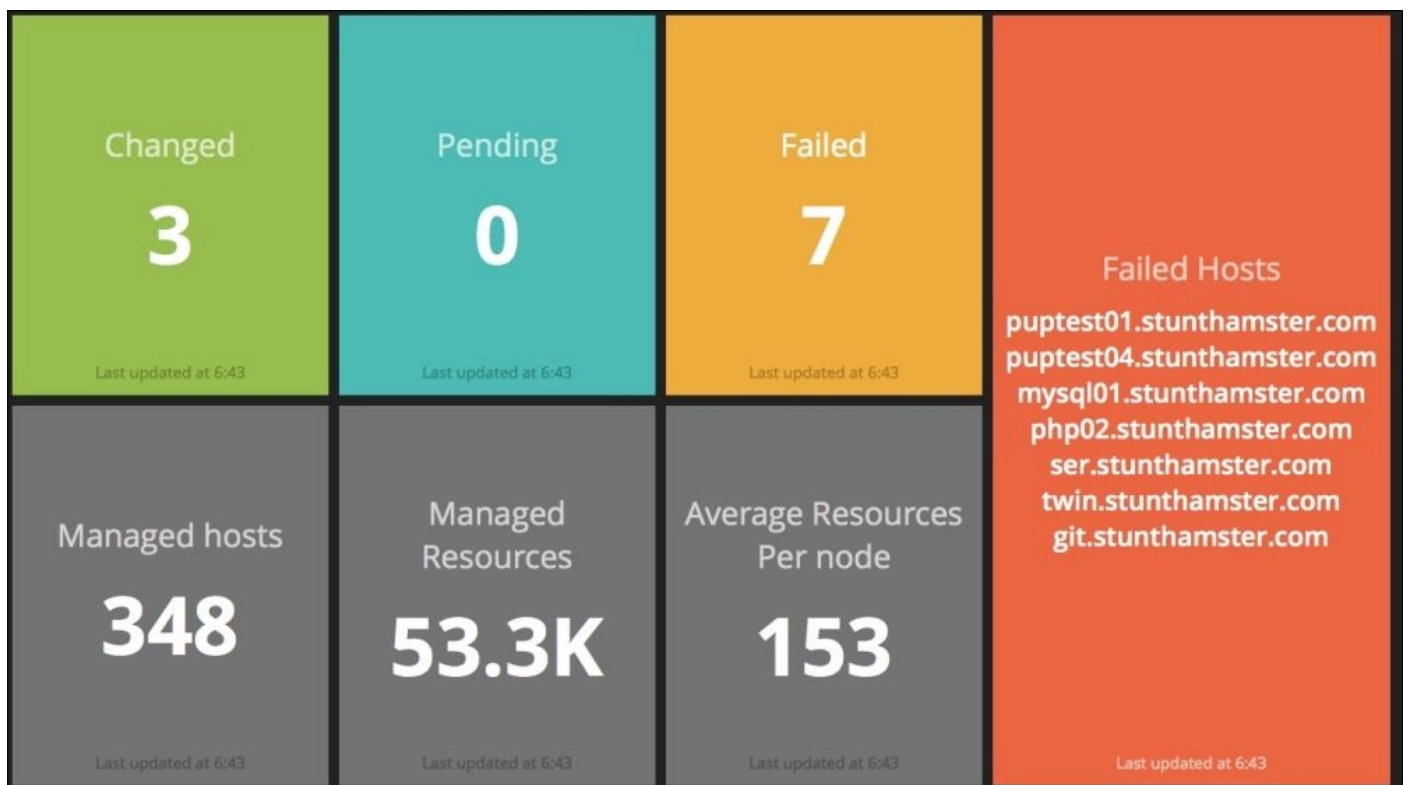 Changed
3
Last updated at 6:43
Pending
0
Last updated at 6:43
Failed
7
Last updated at 6:43
Failed Hosts
puptest01.stunthamster.com
puptest04.stunthamster.com
mysql01.stunthamster.com
php02.stunthamster.com
ser.stunthamster.com
twin.stunthamster.com
git.stunthamster.com
Last updated at 6:43
Managed hosts
348
Last updated at 6:43
Managed
Resources
53.3K
Last updated at 6:43
Average Resources
Per node
153
Last updated at 6:43